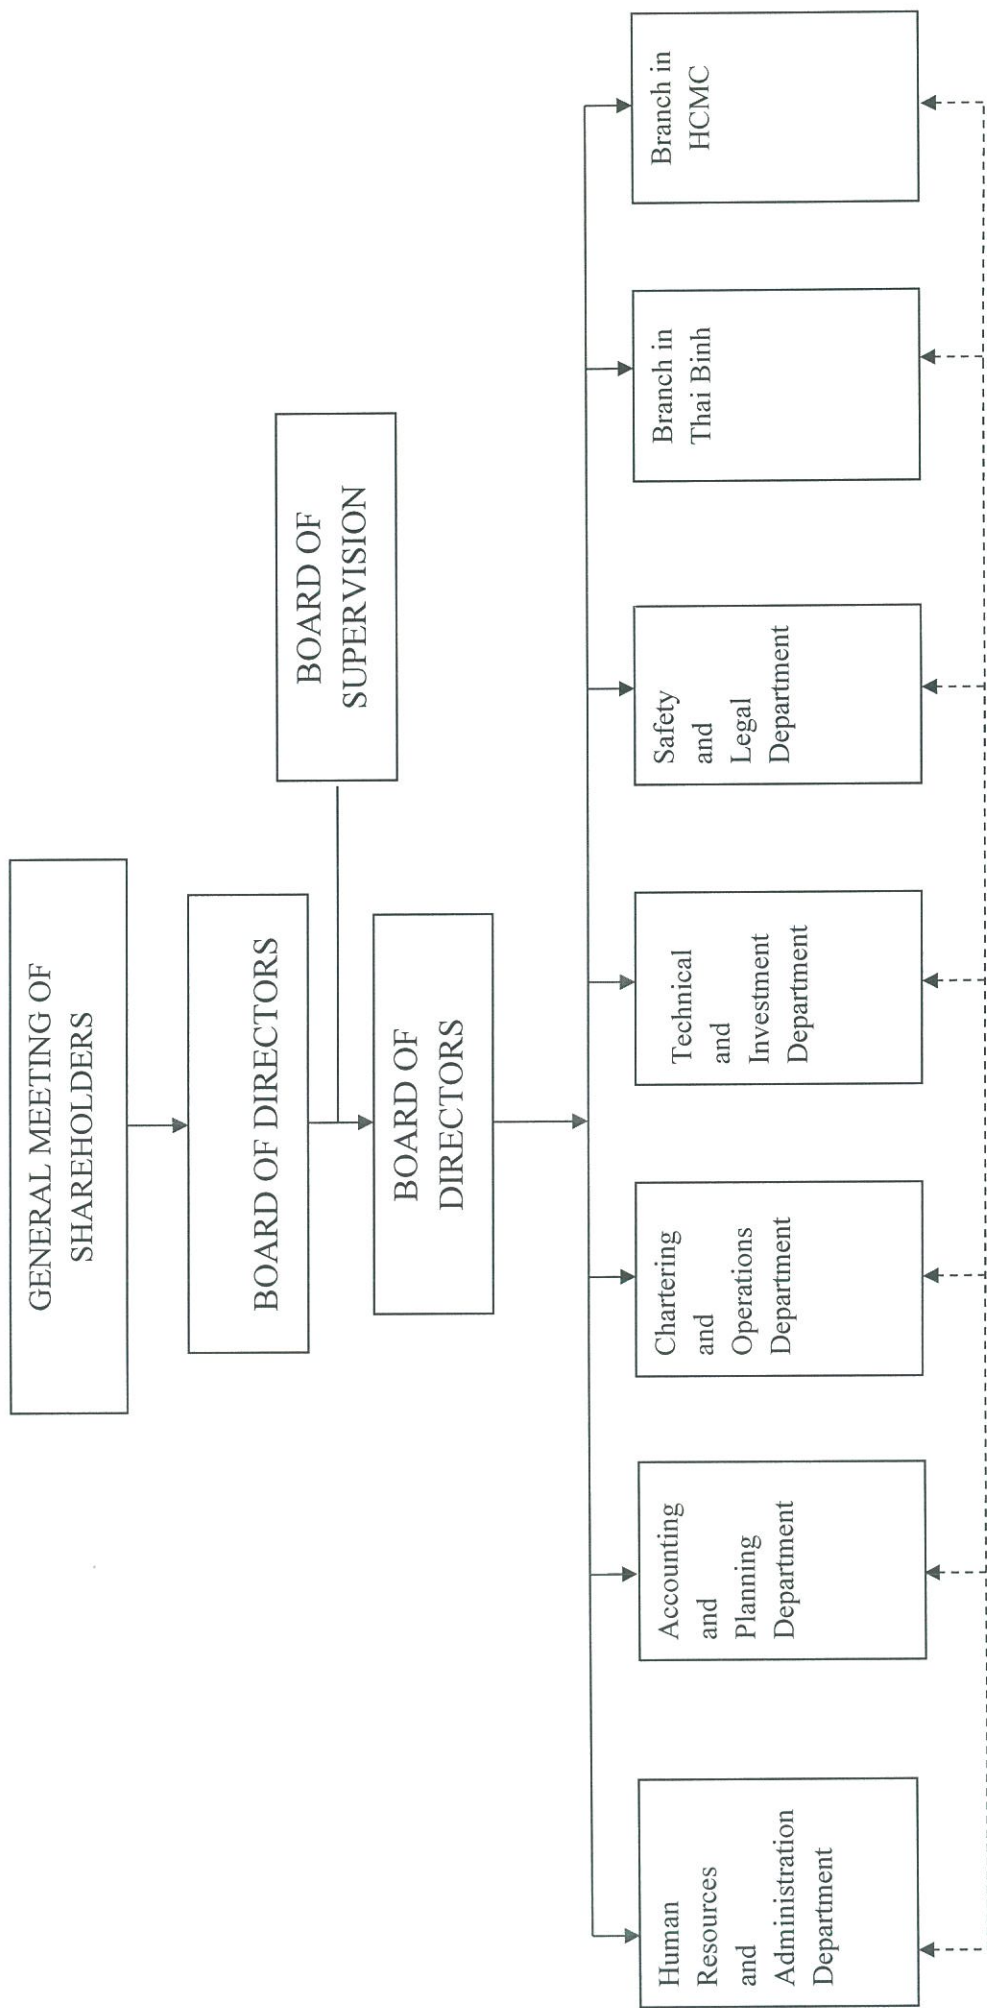 GENERAL MEETING OF
SHAREHOLDERS
BOARD OF DIRECTORS
BOARD OF
SUPERVISION
BOARD OF
DIRECTORS
Human
Resources
and
Administration
Department
Accounting
and
Planning
Department
Chartering
and
Operations
Department
Technical
and
Investment
Department
Safety
and
Legal
Department
Branch in
Thai Binh
Branch in
HCMC